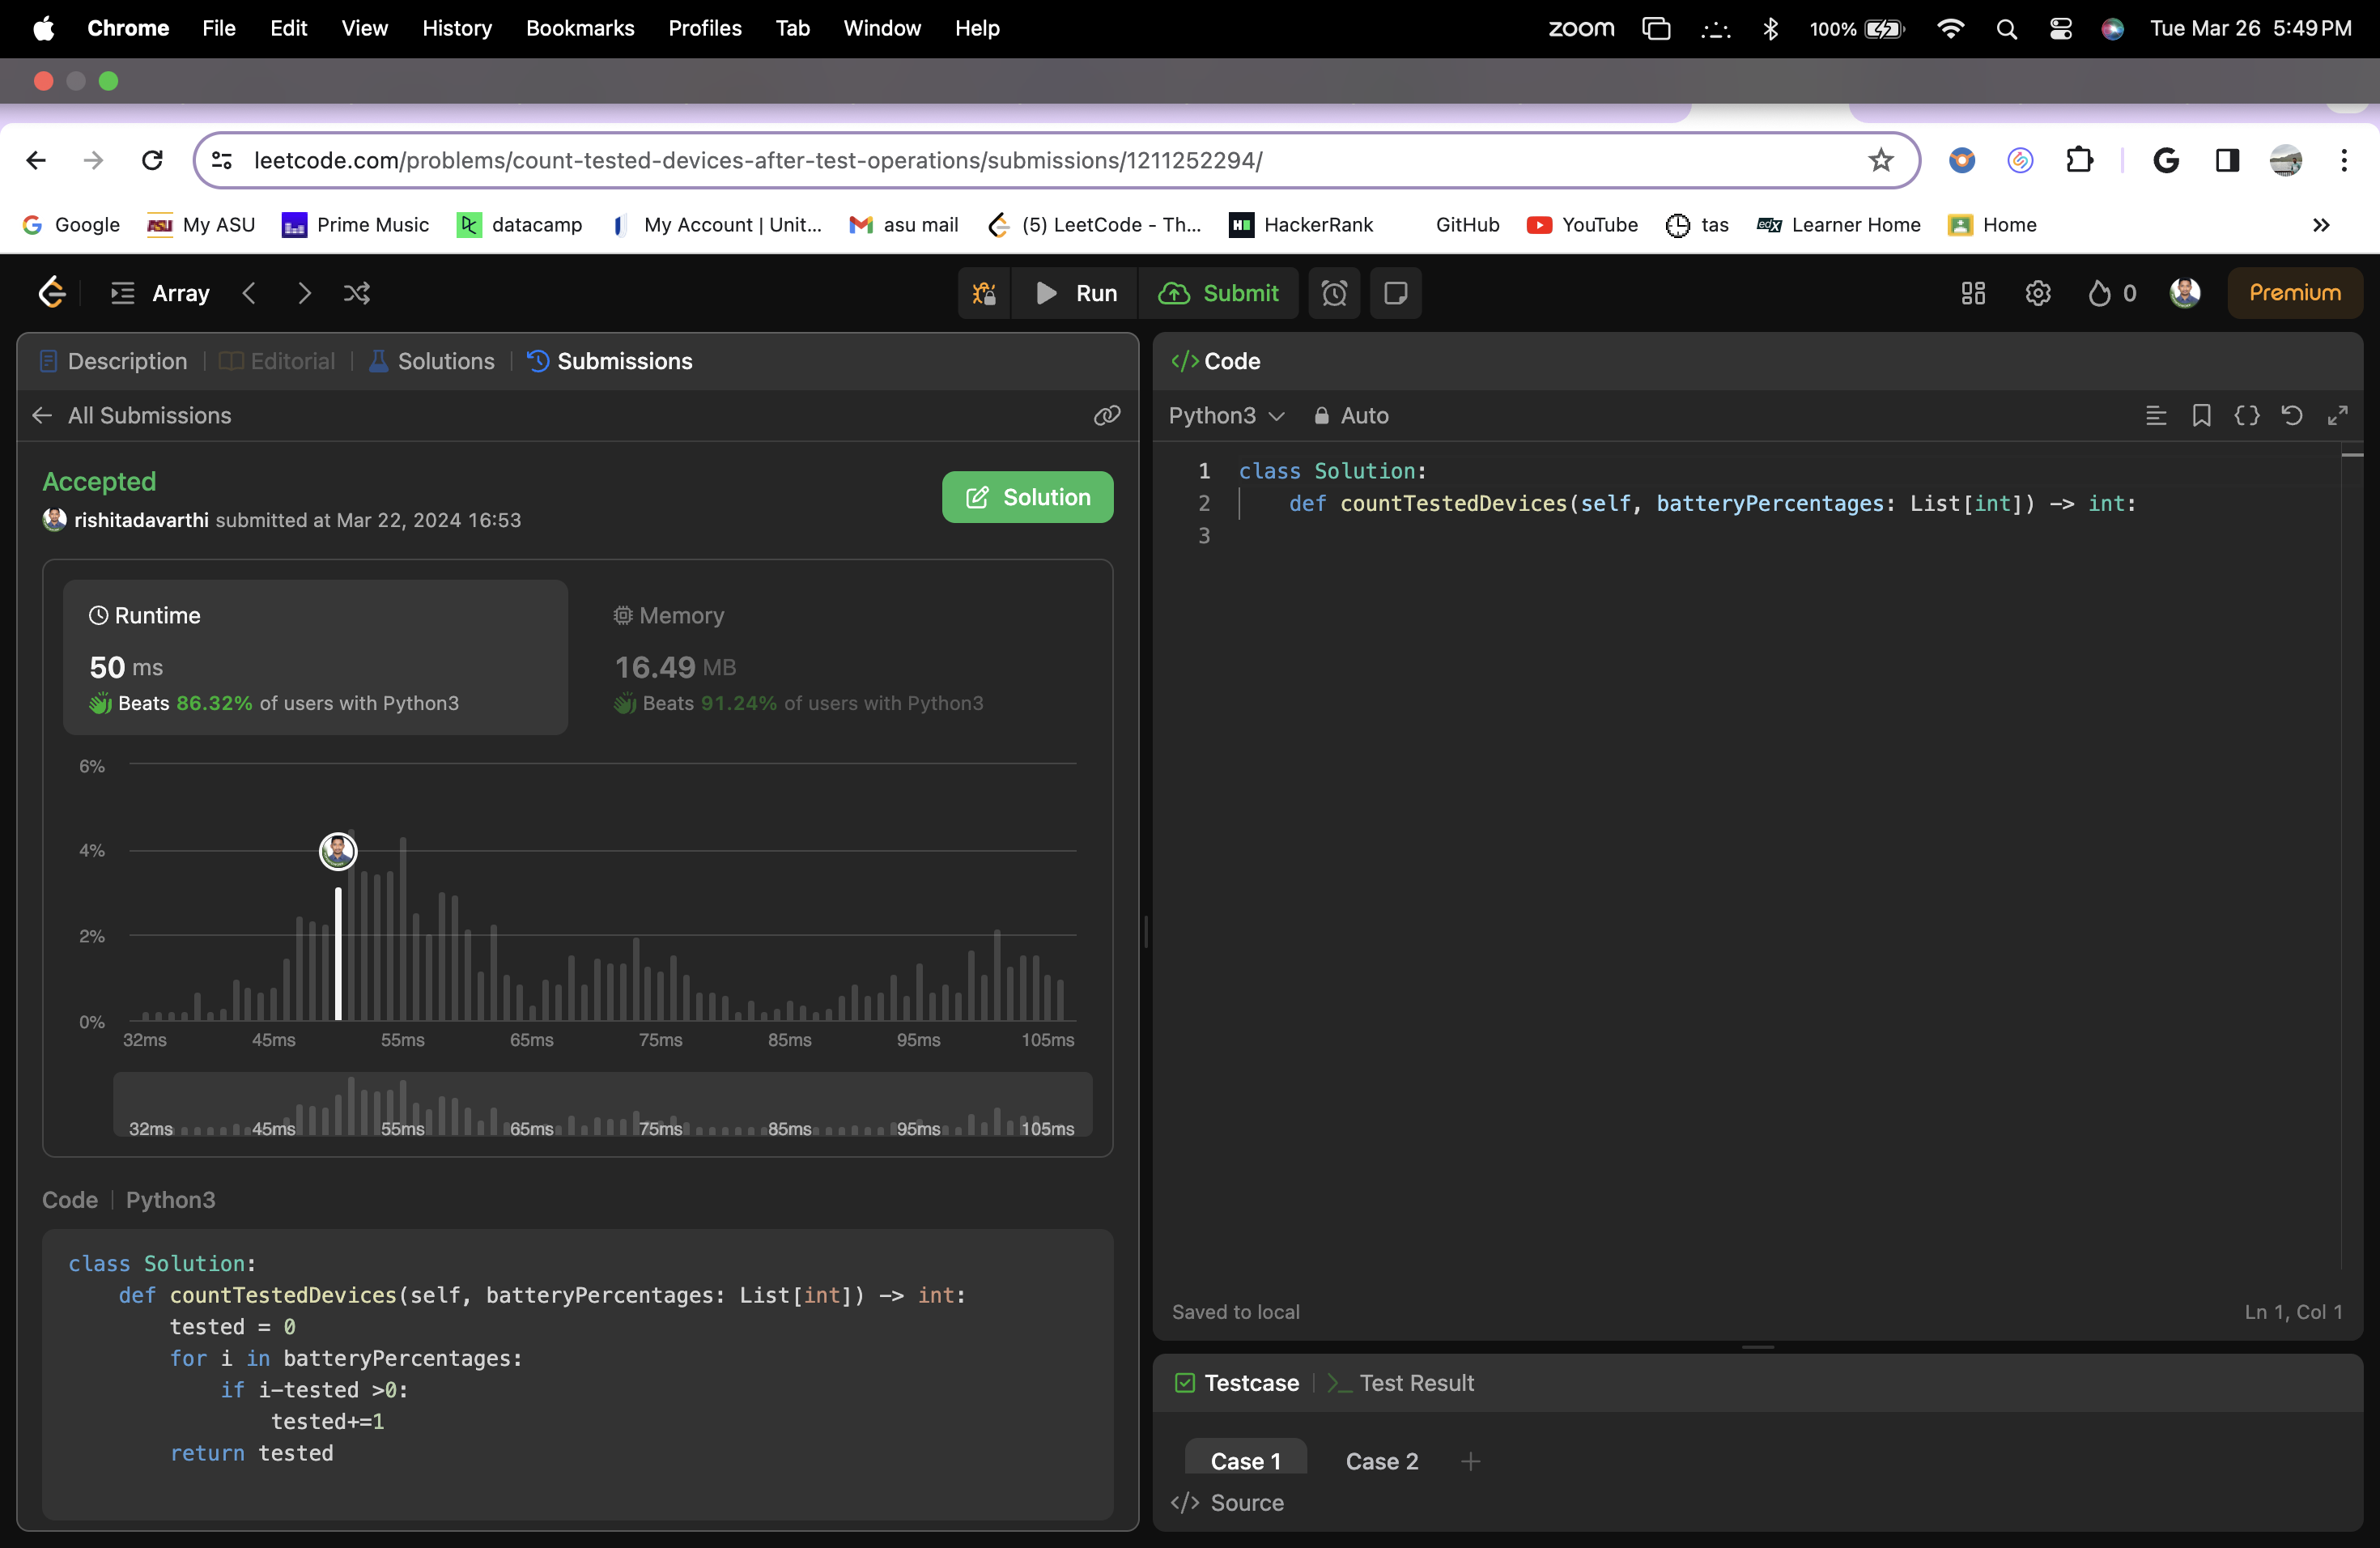 Chrome File Edit View History Bookmarks Profiles Tab Window Help zoom 100% Tue Mar 26 5:49 PM
leetcode.com/problems/count-tested-devices-after-test-operations/submissions/1211252294/
Google My ASU Prime Music datacamp My Account | Unit... asu mail (5) LeetCode - Th... HackerRank GitHub YouTube tas Learner Home Home
Array Run Submit 0 Premium
Description | Editorial | Solutions | Submissions
All Submissions
Accepted
rishitadavarthi submitted at Mar 22, 2024 16:53
Solution
Runtime
50 ms
Beats 86.32% of users with Python3
Memory
16.49 MB
Beats 91.24% of users with Python3
6%
4%
2%
0%
32ms 45ms 55ms 65ms 75ms 85ms 95ms 105ms
32ms 45ms 55ms 65ms 75ms 85ms 95ms 105ms
Code | Python3
class Solution:
    def countTestedDevices(self, batteryPercentages: List[int]) -> int:
        tested = 0
        for i in batteryPercentages:
            if i-tested >0:
                tested+=1
        return tested
</> Code
Python3 Auto
1 class Solution:
2     def countTestedDevices(self, batteryPercentages: List[int]) -> int:
3
Saved to local Ln 1, Col 1
Testcase | >_ Test Result
Case 1 Case 2 +
</> Source